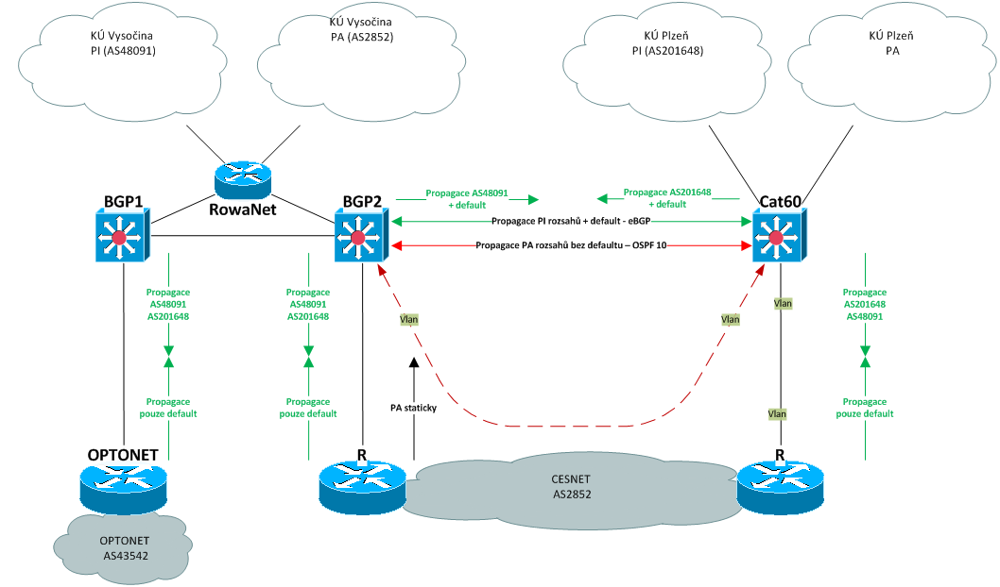 KÚ Vysočina
PI (AS48091)
KÚ Vysočina
PA (AS2852)
KÚ Plzeň
PI (AS201648)
KÚ Plzeň
PA
BGP1
RowaNet
BGP2
Cat60
Propagace AS48091
+ default
Propagace AS201648
+ default
Propagace PI rozsahů + default - eBGP
Propagace PA rozsahů bez defaultu – OSPF 10
Propagace
AS48091
AS201648
Propagace
AS48091
AS201648
Vlan
Vlan
Vlan
Propagace
AS201648
AS48091
Propagace
pouze default
Propagace
pouze default
PA staticky
Vlan
Propagace
pouze default
OPTONET
R
R
CESNET
AS2852
OPTONET
AS43542